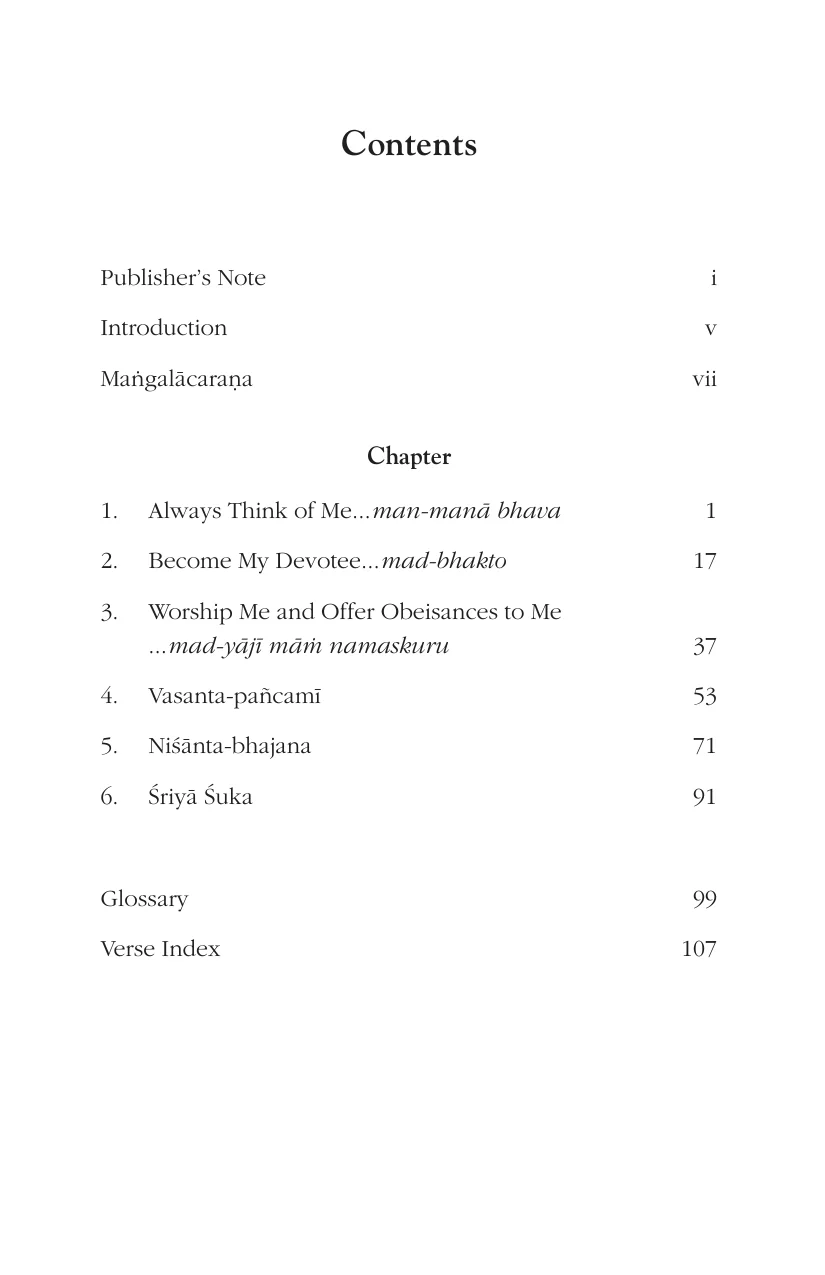 Contents
Publisher’s Note i
Introduction v
Maṅgalācaraṇa vii
Chapter
1. Always Think of Me...man-manā bhava 1
2. Become My Devotee...mad-bhakto 17
3. Worship Me and Offer Obeisances to Me
...mad-yājī māṁ namaskuru 37
4. Vasanta-pañcamī 53
5. Niśānta-bhajana 71
6. Śriyā Śuka 91
Glossary 99
Verse Index 107